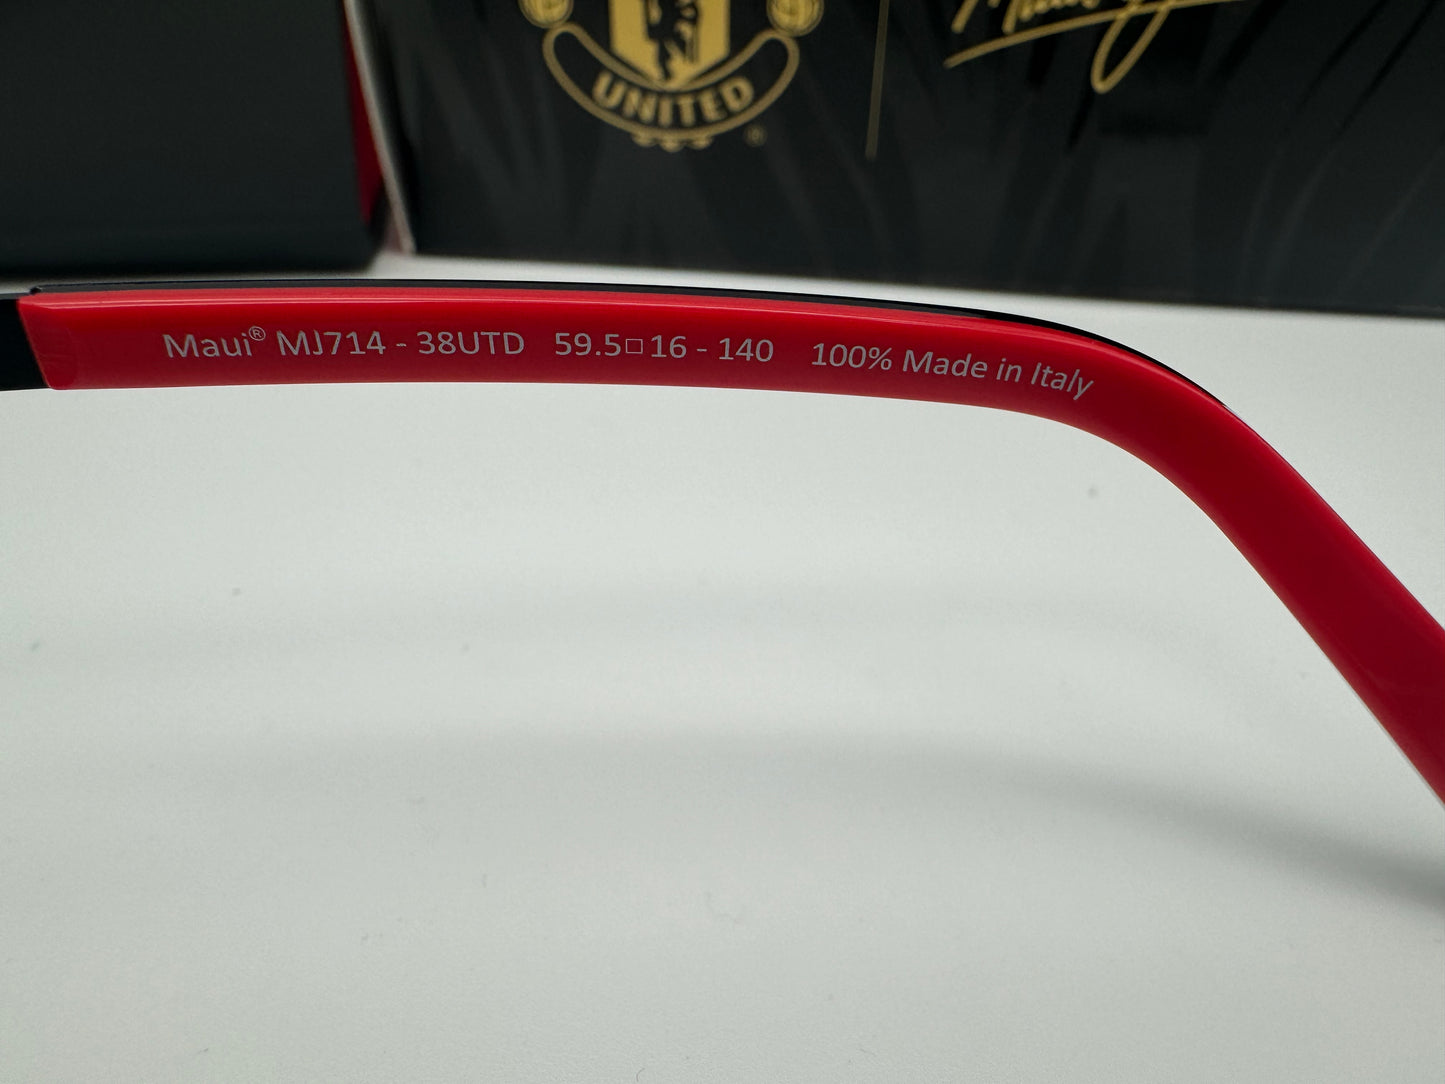 UNITED
®
Maui® MJ714 - 38UTD 59.5□16 - 140 100% Made in Italy